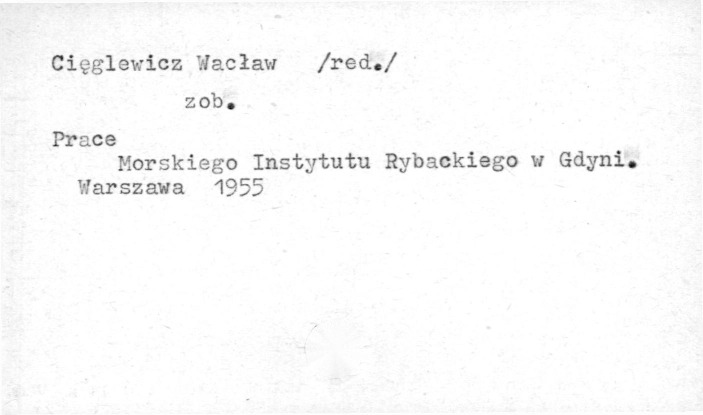 Cięglewicz Wacław /red./
zob.
Prace
Morskiego Instytutu Rybackiego w Gdyni.
Warszawa 1955